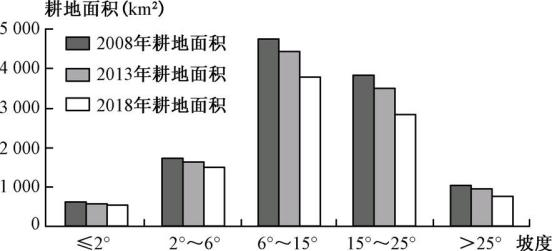 耕地面积(km²)
5 000
4 000
3 000
2 000
1 000
0
2008年耕地面积
2013年耕地面积
2018年耕地面积
≤2° 2°～6° 6°～15° 15°～25° ＞25° 坡度